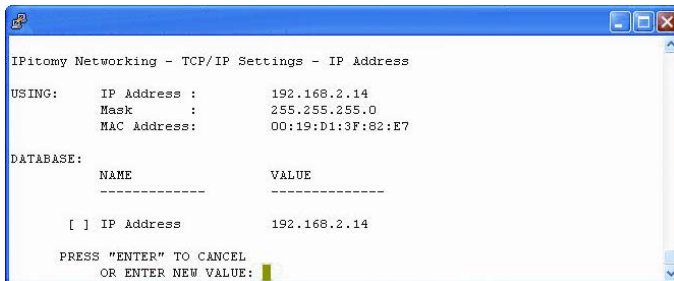 IPitomy Networking - TCP/IP Settings - IP Address
USING: IP Address : 192.168.2.14
Mask : 255.255.255.0
MAC Address: 00:19:D1:3F:82:E7
DATABASE:
NAME VALUE
------------- --------------
[ ] IP Address 192.168.2.14
PRESS "ENTER" TO CANCEL
OR ENTER NEW VALUE: